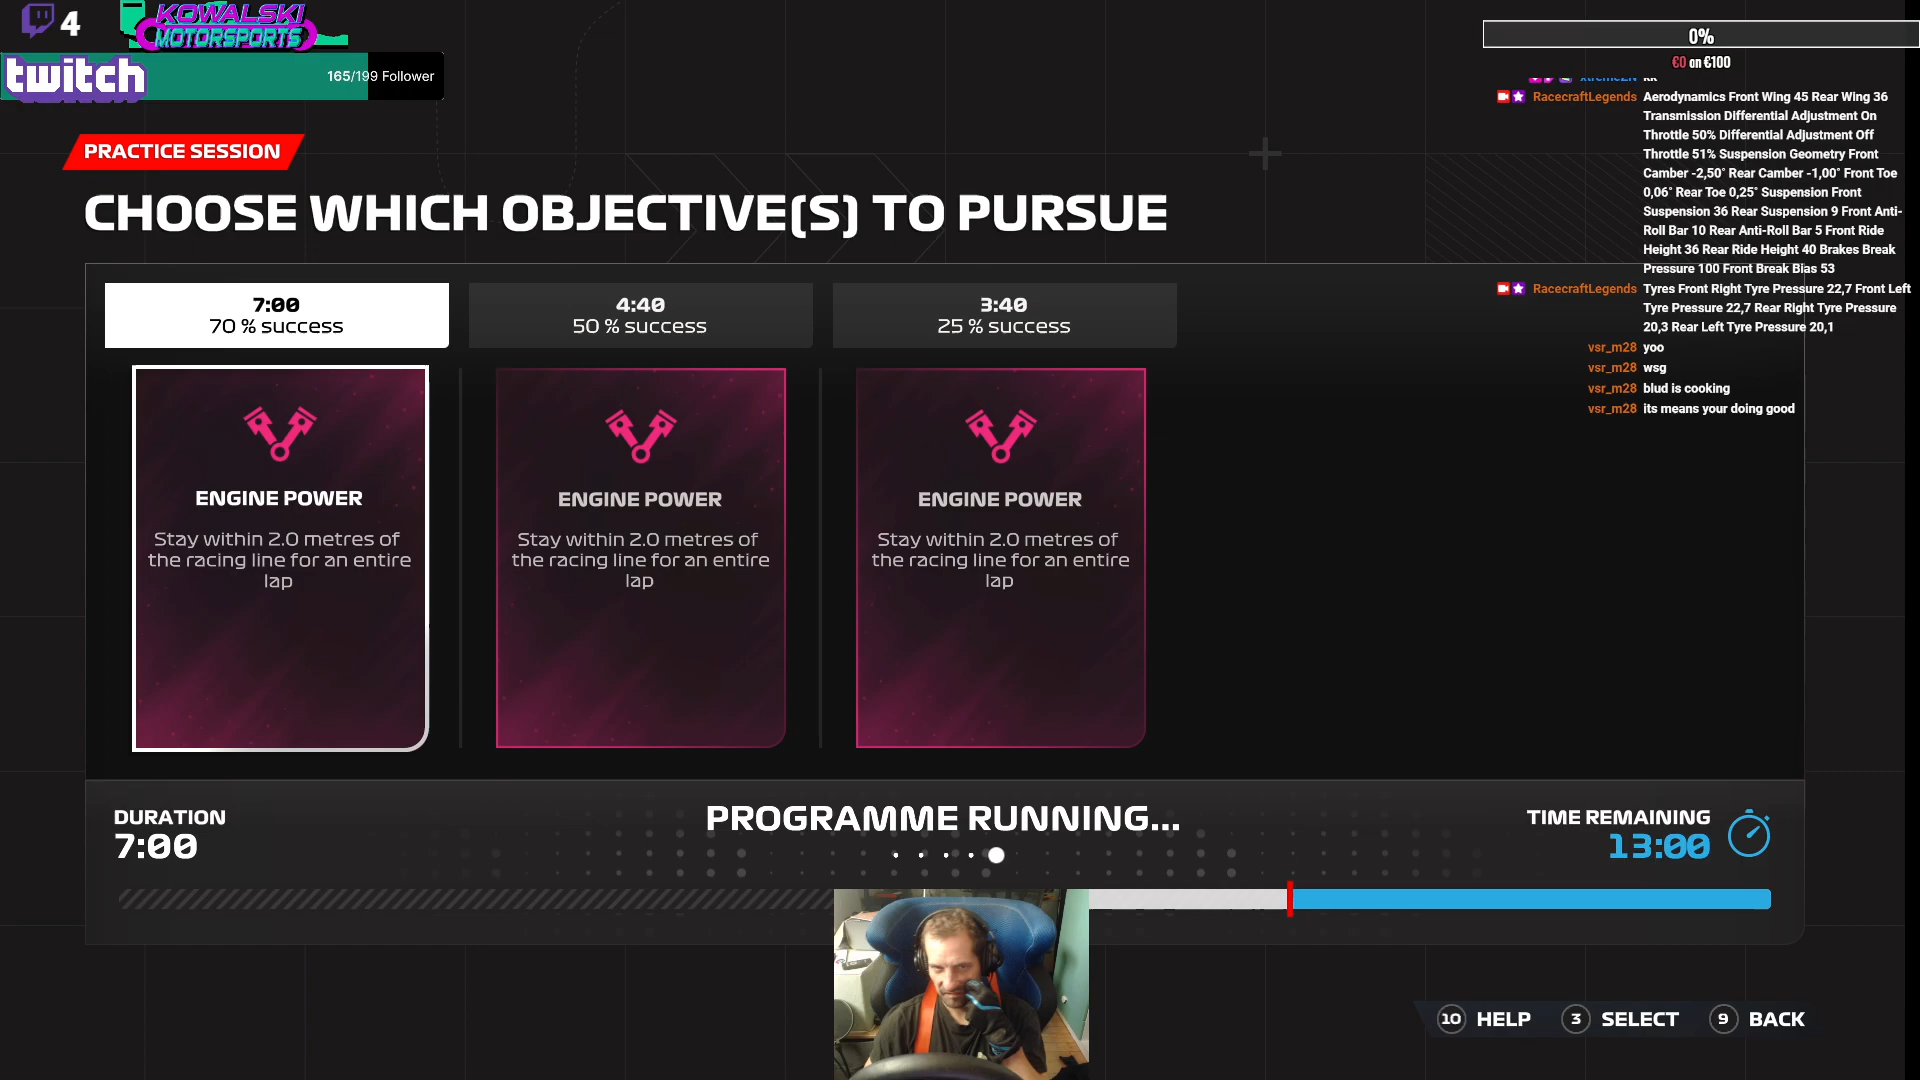 4
KOWALSKI
MOTORSPORTS
twitch
165/199 Follower
0%
€0 on €100
PRACTICE SESSION
CHOOSE WHICH OBJECTIVE(S) TO PURSUE
xtremeZN kk
RacecraftLegends Aerodynamics Front Wing 45 Rear Wing 36
Transmission Differential Adjustment On
Throttle 50% Differential Adjustment Off
Throttle 51% Suspension Geometry Front
Camber -2,50° Rear Camber -1,00° Front Toe
0,06° Rear Toe 0,25° Suspension Front
Suspension 36 Rear Suspension 9 Front Anti-
Roll Bar 10 Rear Anti-Roll Bar 5 Front Ride
Height 36 Rear Ride Height 40 Brakes Break
Pressure 100 Front Break Bias 53
RacecraftLegends Tyres Front Right Tyre Pressure 22,7 Front Left
Tyre Pressure 22,7 Rear Right Tyre Pressure
20,3 Rear Left Tyre Pressure 20,1
vsr_m28 yoo
vsr_m28 wsg
vsr_m28 blud is cooking
vsr_m28 its means your doing good
7:00
70 % success
4:40
50 % success
3:40
25 % success
ENGINE POWER
Stay within 2.0 metres of
the racing line for an entire
lap
ENGINE POWER
Stay within 2.0 metres of
the racing line for an entire
lap
ENGINE POWER
Stay within 2.0 metres of
the racing line for an entire
lap
DURATION
7:00
PROGRAMME RUNNING...
TIME REMAINING
13:00
10 HELP 3 SELECT 9 BACK